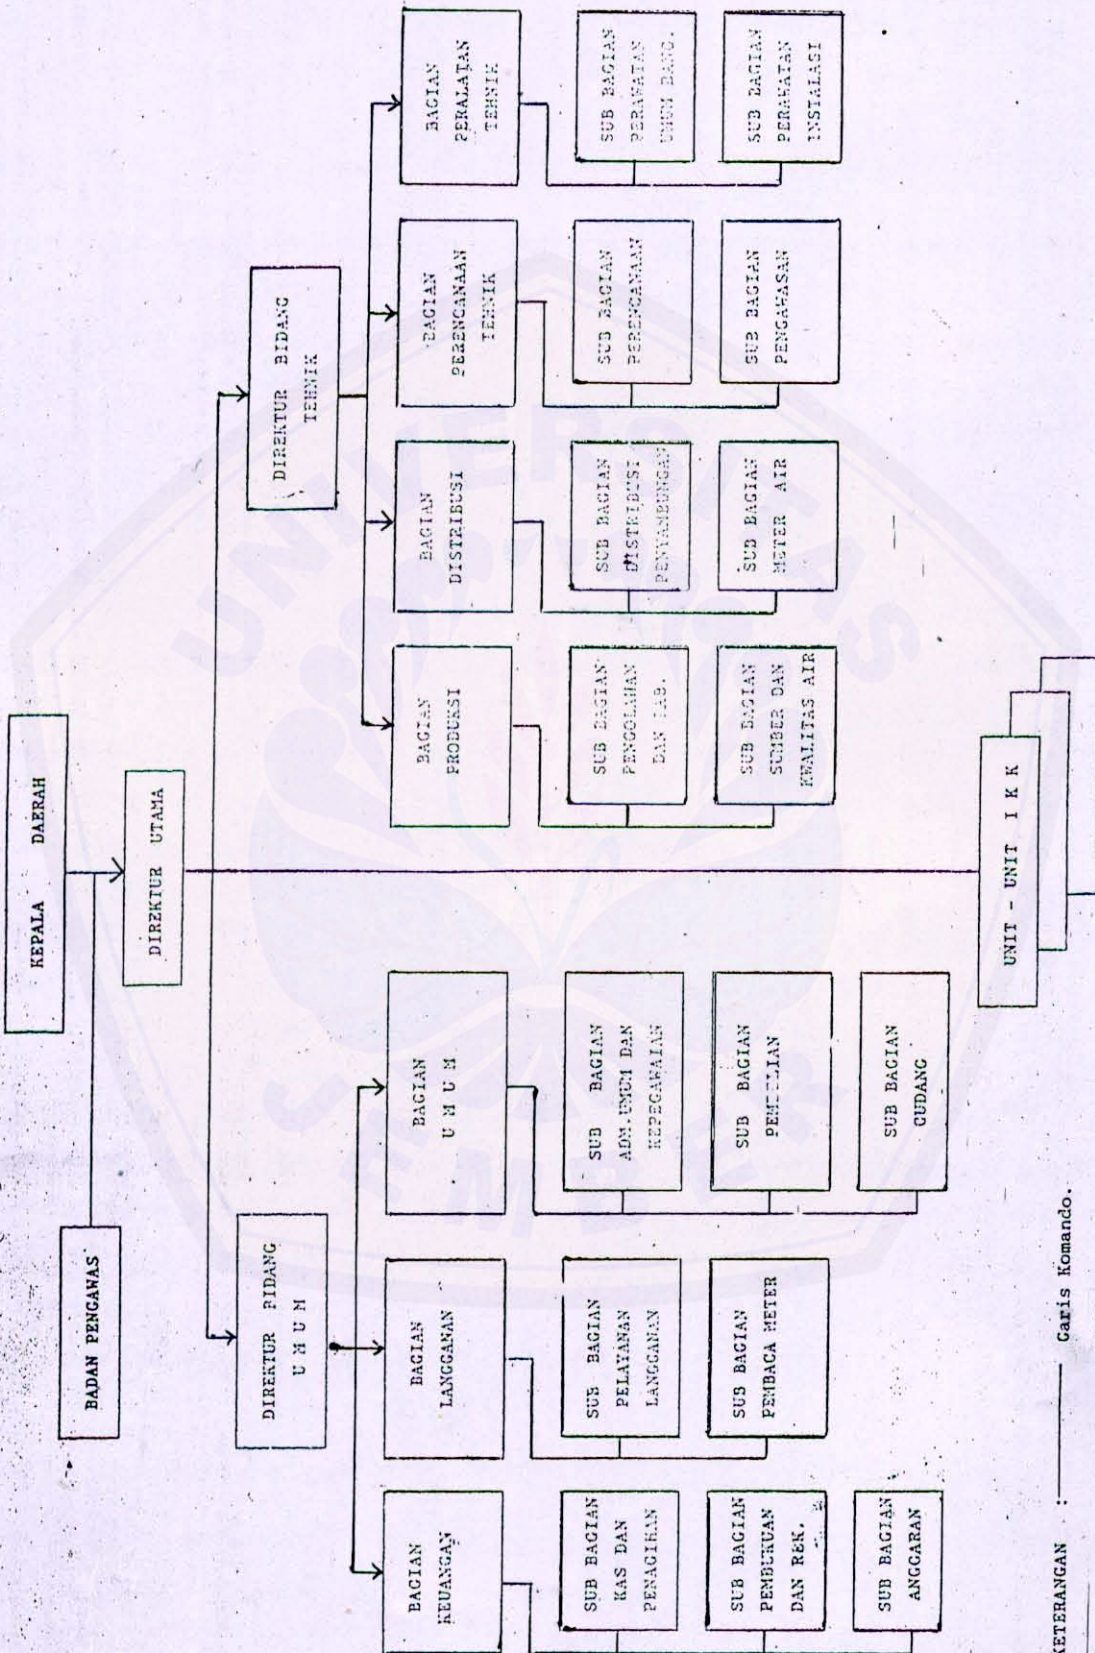 KEPALA DAERAH
BADAN PENGAWAS
DIREKTUR UTAMA
DIREKTUR BIDANG
U M U M
DIREKTUR BIDANG
TEHNIK
BAGIAN
KEUANGAN
BAGIAN
LANGGANAN
BAGIAN
U M U M
BAGIAN
PRODUKSI
BAGIAN
DISTRIBUSI
BAGIAN
PERENCANAAN
TEHNIK
BAGIAN
PERALATAN
TEHNIK
SUB BAGIAN
KAS DAN
PENAGIHAN
SUB BAGIAN
PEMBUKUAN
DAN REK.
SUB BAGIAN
ANGGARAN
SUB BAGIAN
PELAYANAN
LANGGANAN
SUB BAGIAN
PEMBACA METER
SUB BAGIAN
ADM.UMUM DAN
KEPEGAWAIAN
SUB BAGIAN
PEMBELIAN
SUB BAGIAN
GUDANG
SUB BAGIAN
PENGOLAHAN
DAN LAB.
SUB BAGIAN
SUMBER DAN
KWALITAS AIR
SUB BAGIAN
DISTRIBUSI
PENYAMBUNGAN
SUB BAGIAN
METER AIR
SUB BAGIAN
PERENCANAAN
SUB BAGIAN
PENGAWASAN
SUB BAGIAN
PERAWATAN
UMUM BANG.
SUB BAGIAN
PERAWATAN
INSTALASI
UNIT - UNIT I K K
KETERANGAN : Garis Komando.
UNIVERSITAS
JEMBER